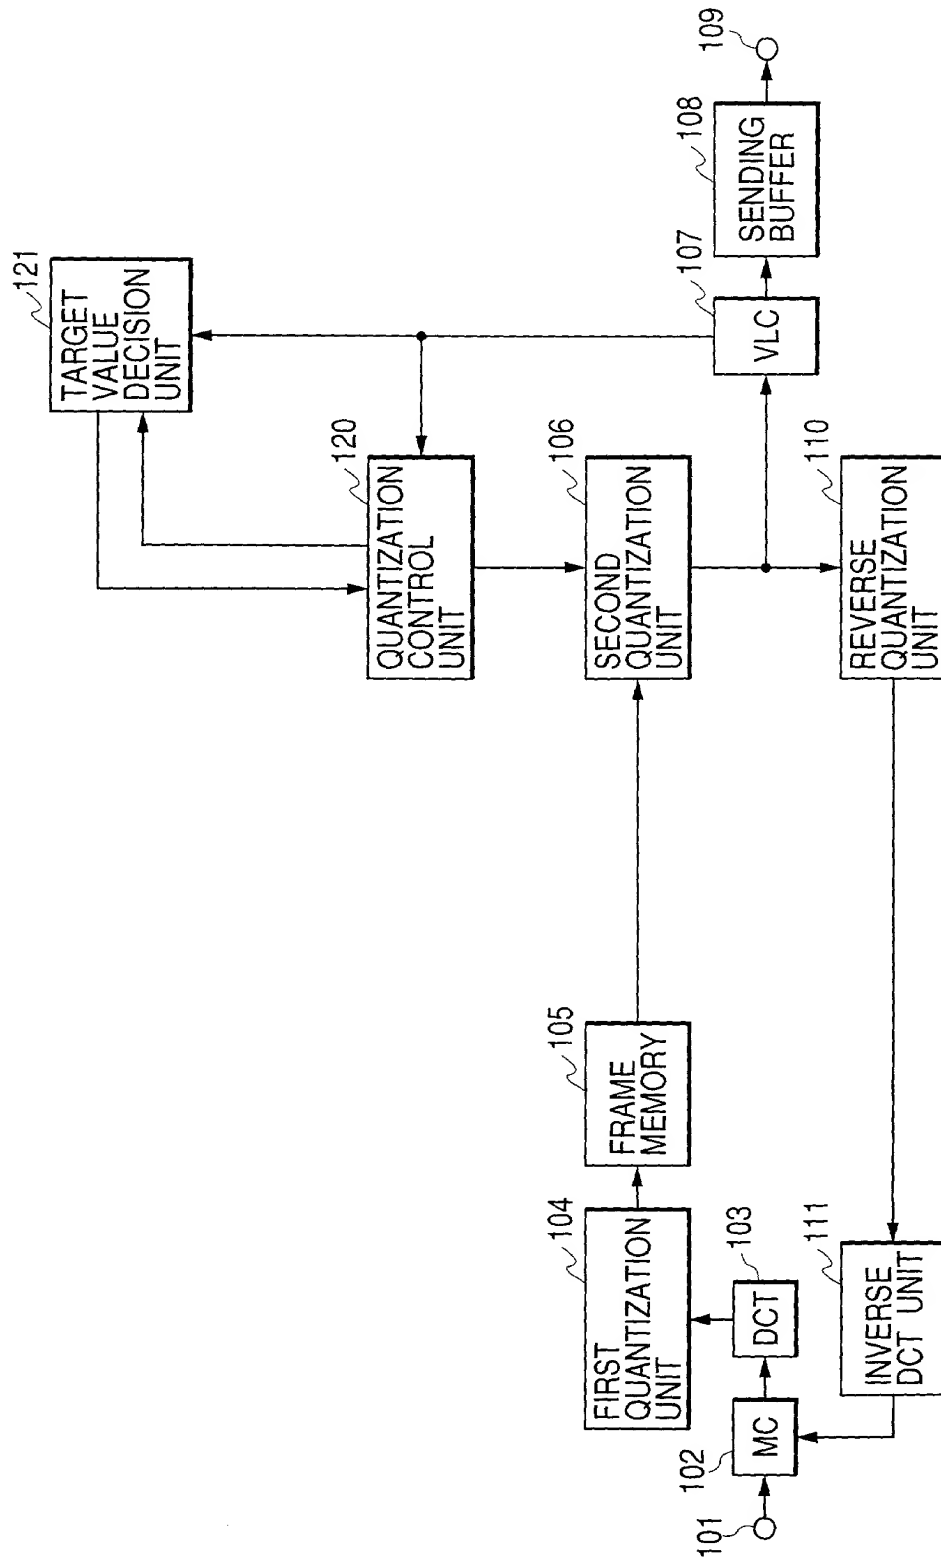 121
TARGET
VALUE
DECISION
UNIT
120
QUANTIZATION
CONTROL
UNIT
109
108
SENDING
BUFFER
107
VLC
106
SECOND
QUANTIZATION
UNIT
110
REVERSE
QUANTIZATION
UNIT
105
FRAME
MEMORY
104
FIRST
QUANTIZATION
UNIT
103
DCT
102
MC
101
111
INVERSE
DCT UNIT